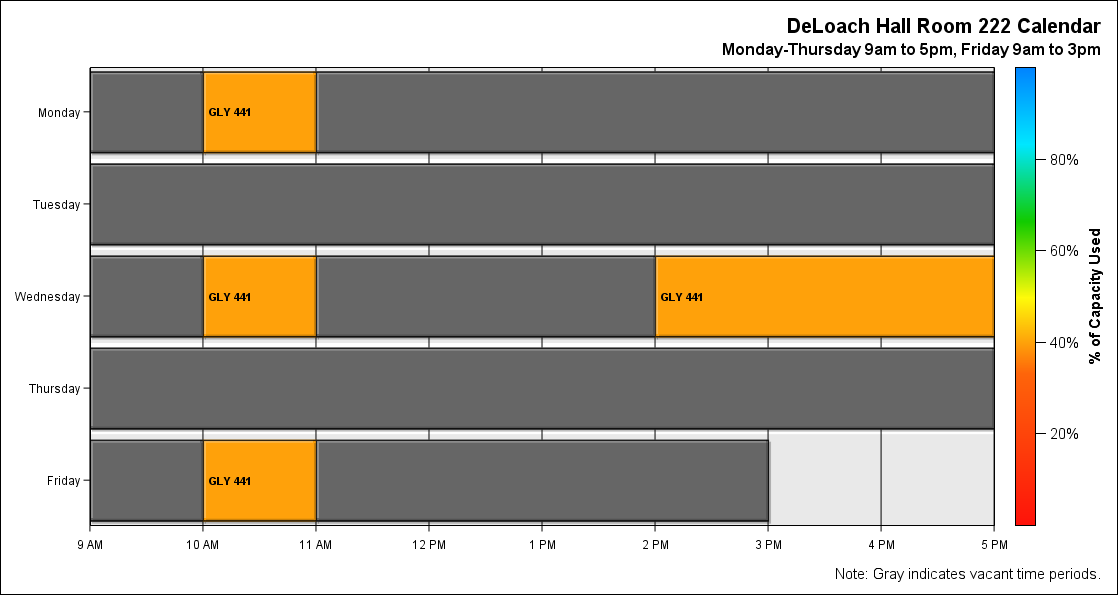 DeLoach Hall Room 222 Calendar
Monday-Thursday 9am to 5pm, Friday 9am to 3pm
Monday
GLY 441
Tuesday
Wednesday
GLY 441
GLY 441
Thursday
Friday
GLY 441
9 AM 10 AM 11 AM 12 PM 1 PM 2 PM 3 PM 4 PM 5 PM
80%
60%
40%
20%
% of Capacity Used
Note: Gray indicates vacant time periods.